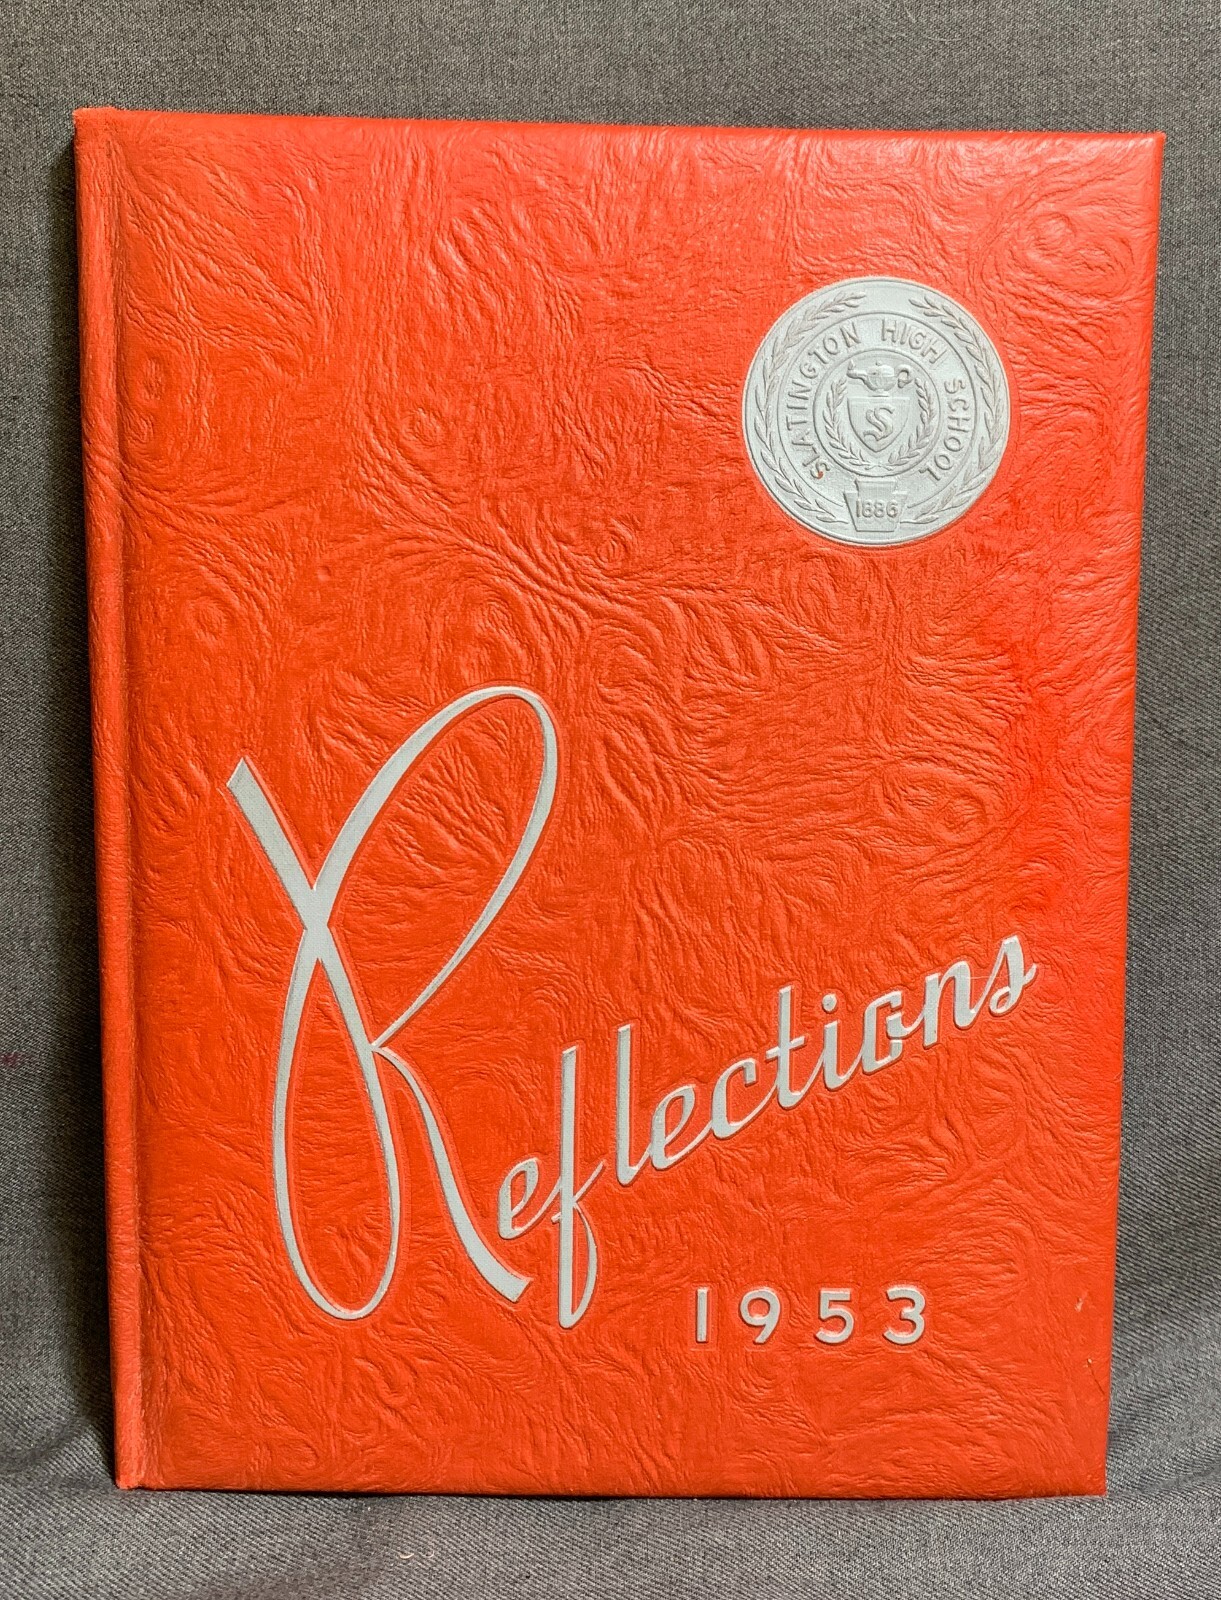 SLATINGTON HIGH SCHOOL
S
1886
Reflections
1953